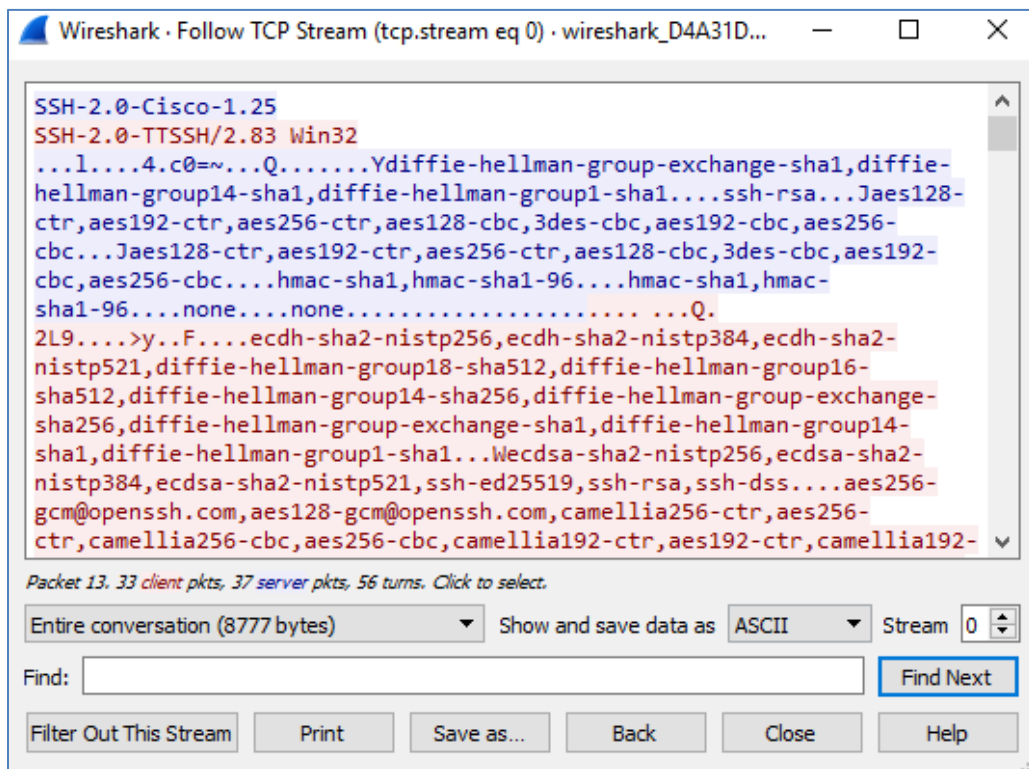 Wireshark · Follow TCP Stream (tcp.stream eq 0) · wireshark_D4A31D...
SSH-2.0-Cisco-1.25
SSH-2.0-TTSSH/2.83 Win32
...l....4.c0=~...Q.......Ydiffie-hellman-group-exchange-sha1,diffie-
hellman-group14-sha1,diffie-hellman-group1-sha1....ssh-rsa...Jaes128-
ctr,aes192-ctr,aes256-ctr,aes128-cbc,3des-cbc,aes192-cbc,aes256-
cbc...Jaes128-ctr,aes192-ctr,aes256-ctr,aes128-cbc,3des-cbc,aes192-
cbc,aes256-cbc....hmac-sha1,hmac-sha1-96....hmac-sha1,hmac-
sha1-96....none....none...................... ...Q.
2L9....>y..F....ecdh-sha2-nistp256,ecdh-sha2-nistp384,ecdh-sha2-
nistp521,diffie-hellman-group18-sha512,diffie-hellman-group16-
sha512,diffie-hellman-group14-sha256,diffie-hellman-group-exchange-
sha256,diffie-hellman-group-exchange-sha1,diffie-hellman-group14-
sha1,diffie-hellman-group1-sha1...Wecdsa-sha2-nistp256,ecdsa-sha2-
nistp384,ecdsa-sha2-nistp521,ssh-ed25519,ssh-rsa,ssh-dss....aes256-
gcm@openssh.com,aes128-gcm@openssh.com,camellia256-ctr,aes256-
ctr,camellia256-cbc,aes256-cbc,camellia192-ctr,aes192-ctr,camellia192-
Packet 13. 33 client pkts, 37 server pkts, 56 turns. Click to select.
Entire conversation (8777 bytes) Show and save data as ASCII Stream 0
Find: Find Next
Filter Out This Stream Print Save as... Back Close Help